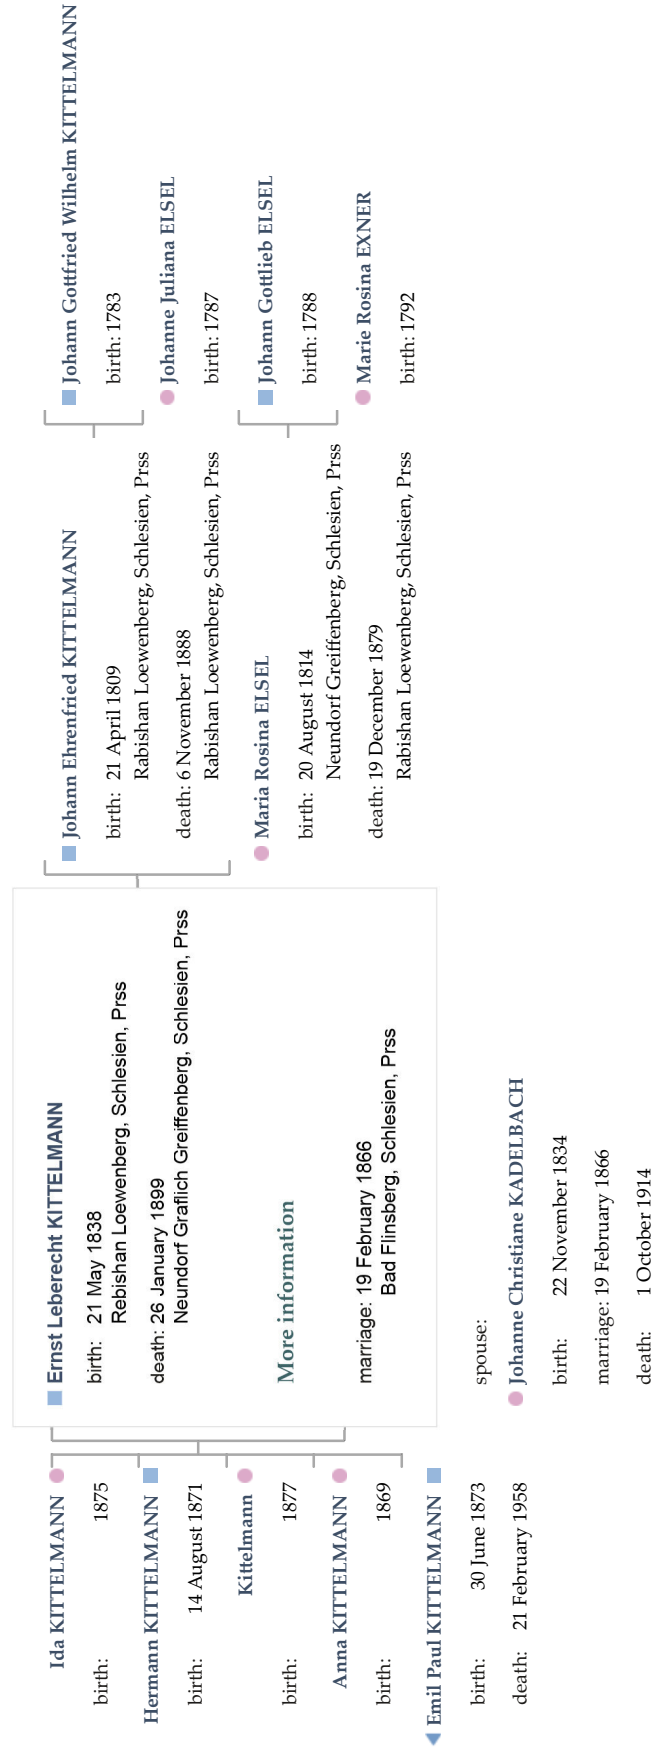 Ida KITTELMANN
birth: 1875
Hermann KITTELMANN
birth: 14 August 1871
Kittelmann
birth: 1877
Anna KITTELMANN
birth: 1869
Emil Paul KITTELMANN
birth: 30 June 1873
death: 21 February 1958
Ernst Leberecht KITTELMANN
birth: 21 May 1838
Rebishan Loewenberg, Schlesien, Prss
death: 26 January 1899
Neundorf Graflich Greiffenberg, Schlesien, Prss
More information
marriage: 19 February 1866
Bad Flinsberg, Schlesien, Prss
spouse:
Johanne Christiane KADELBACH
birth: 22 November 1834
marriage: 19 February 1866
death: 1 October 1914
Johann Ehrenfried KITTELMANN
birth: 21 April 1809
Rabishan Loewenberg, Schlesien, Prss
death: 6 November 1888
Rabishan Loewenberg, Schlesien, Prss
Maria Rosina ELSEL
birth: 20 August 1814
Neundorf Greiffenberg, Schlesien, Prss
death: 19 December 1879
Rabishan Loewenberg, Schlesien, Prss
Johann Gottfried Wilhelm KITTELMANN
birth: 1783
Johanne Juliana ELSEL
birth: 1787
Johann Gottlieb ELSEL
birth: 1788
Marie Rosina EXNER
birth: 1792